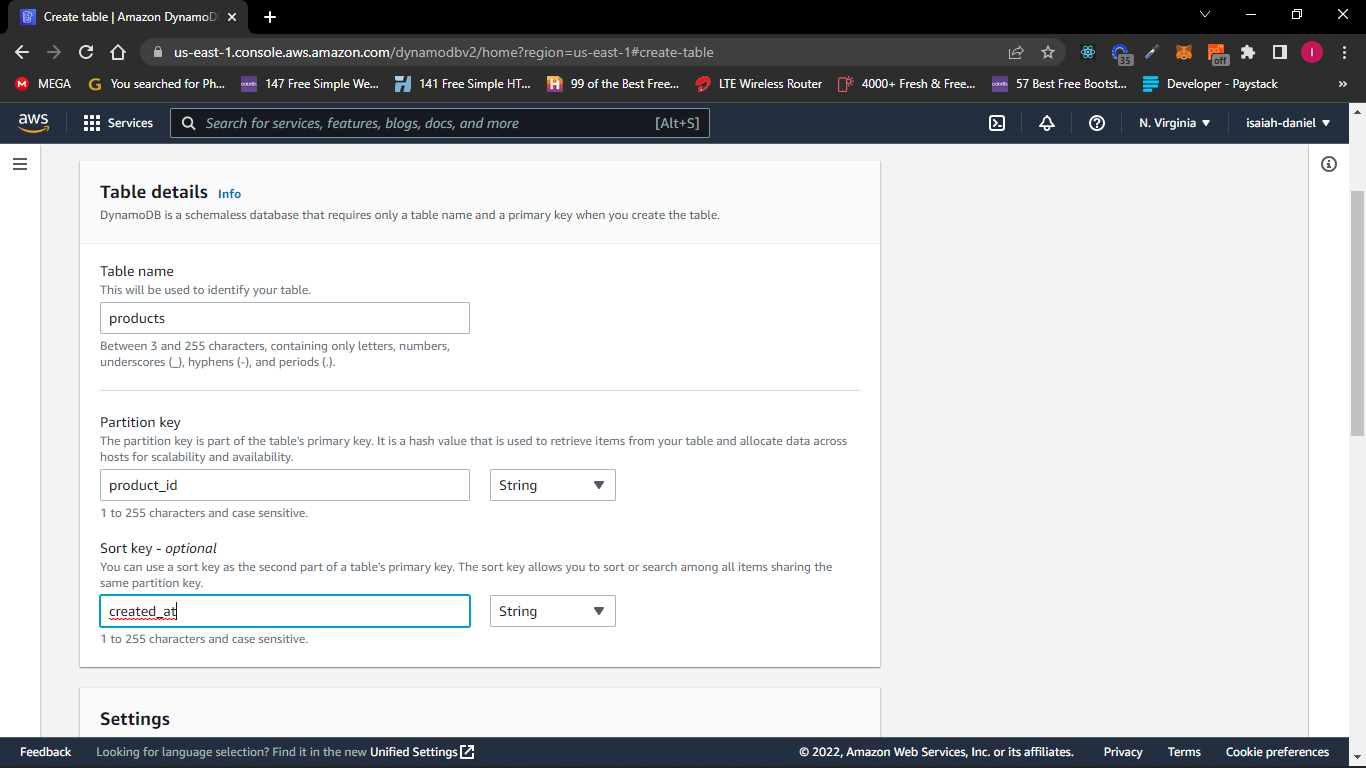 Create table | Amazon DynamoD
us-east-1.console.aws.amazon.com/dynamodbv2/home?region=us-east-1#create-table
35
off
I
MEGA
You searched for Ph...
147 Free Simple We...
141 Free Simple HT...
99 of the Best Free...
LTE Wireless Router
4000+ Fresh & Free...
57 Best Free Bootst...
Developer - Paystack
»
aws
Services
Search for services, features, blogs, docs, and more
[Alt+S]
N. Virginia
isaiah-daniel
Table details Info
DynamoDB is a schemaless database that requires only a table name and a primary key when you create the table.
Table name
This will be used to identify your table.
products
Between 3 and 255 characters, containing only letters, numbers,
underscores (_), hyphens (-), and periods (.).
Partition key
The partition key is part of the table's primary key. It is a hash value that is used to retrieve items from your table and allocate data across
hosts for scalability and availability.
product_id
String
1 to 255 characters and case sensitive.
Sort key - optional
You can use a sort key as the second part of a table's primary key. The sort key allows you to sort or search among all items sharing the
same partition key.
created_at
String
1 to 255 characters and case sensitive.
Settings
Feedback
Looking for language selection? Find it in the new Unified Settings
© 2022, Amazon Web Services, Inc. or its affiliates.
Privacy
Terms
Cookie preferences